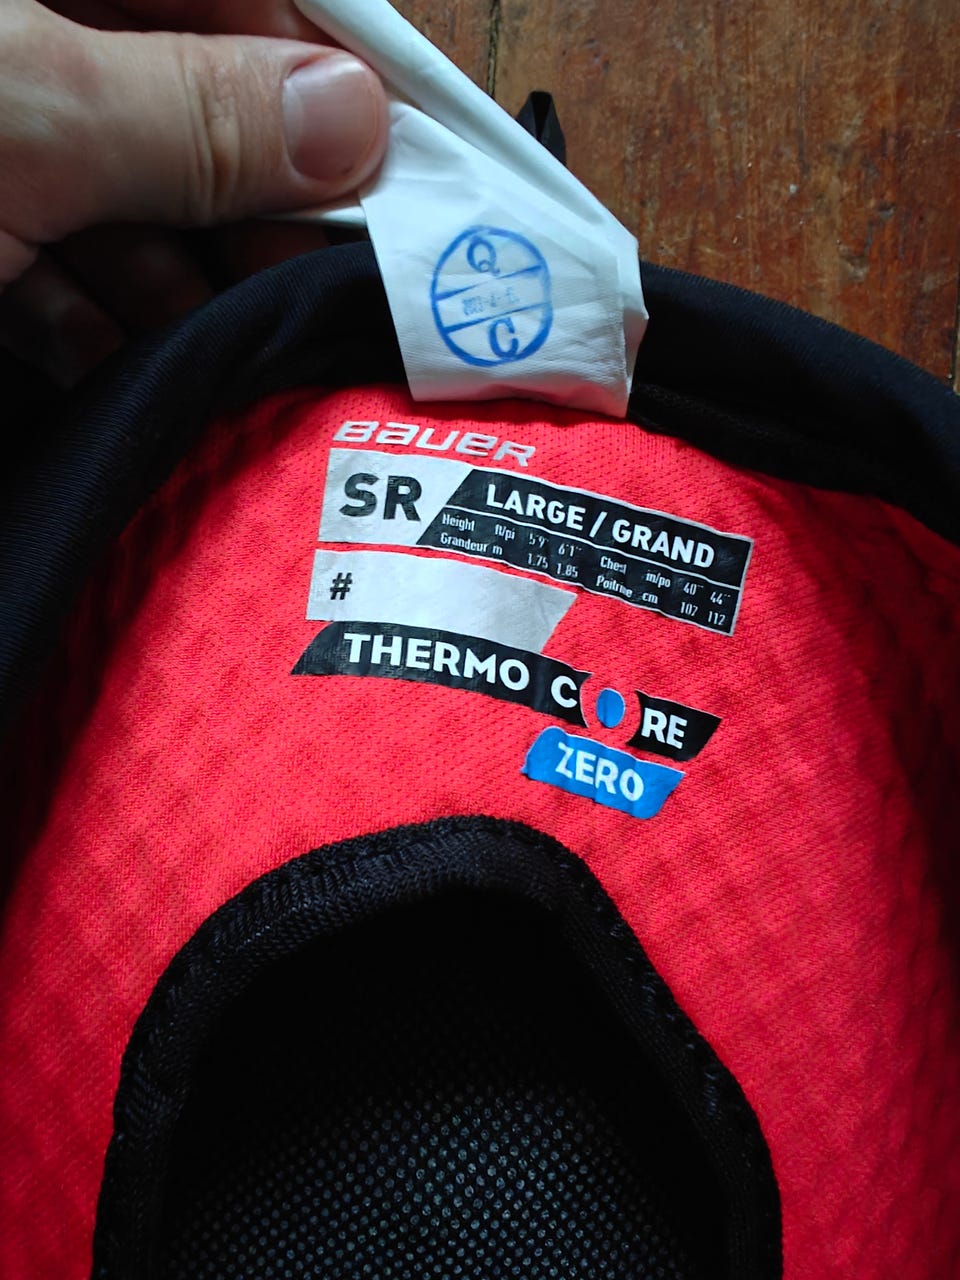 Q
C
BAUER
SR LARGE / GRAND
Height ft/pi 5'9" 6'1" Chest in/po 40" 44"
Grandeur m 1.75 1.85 Poitrine cm 102 112
#
THERMO CORE
ZERO